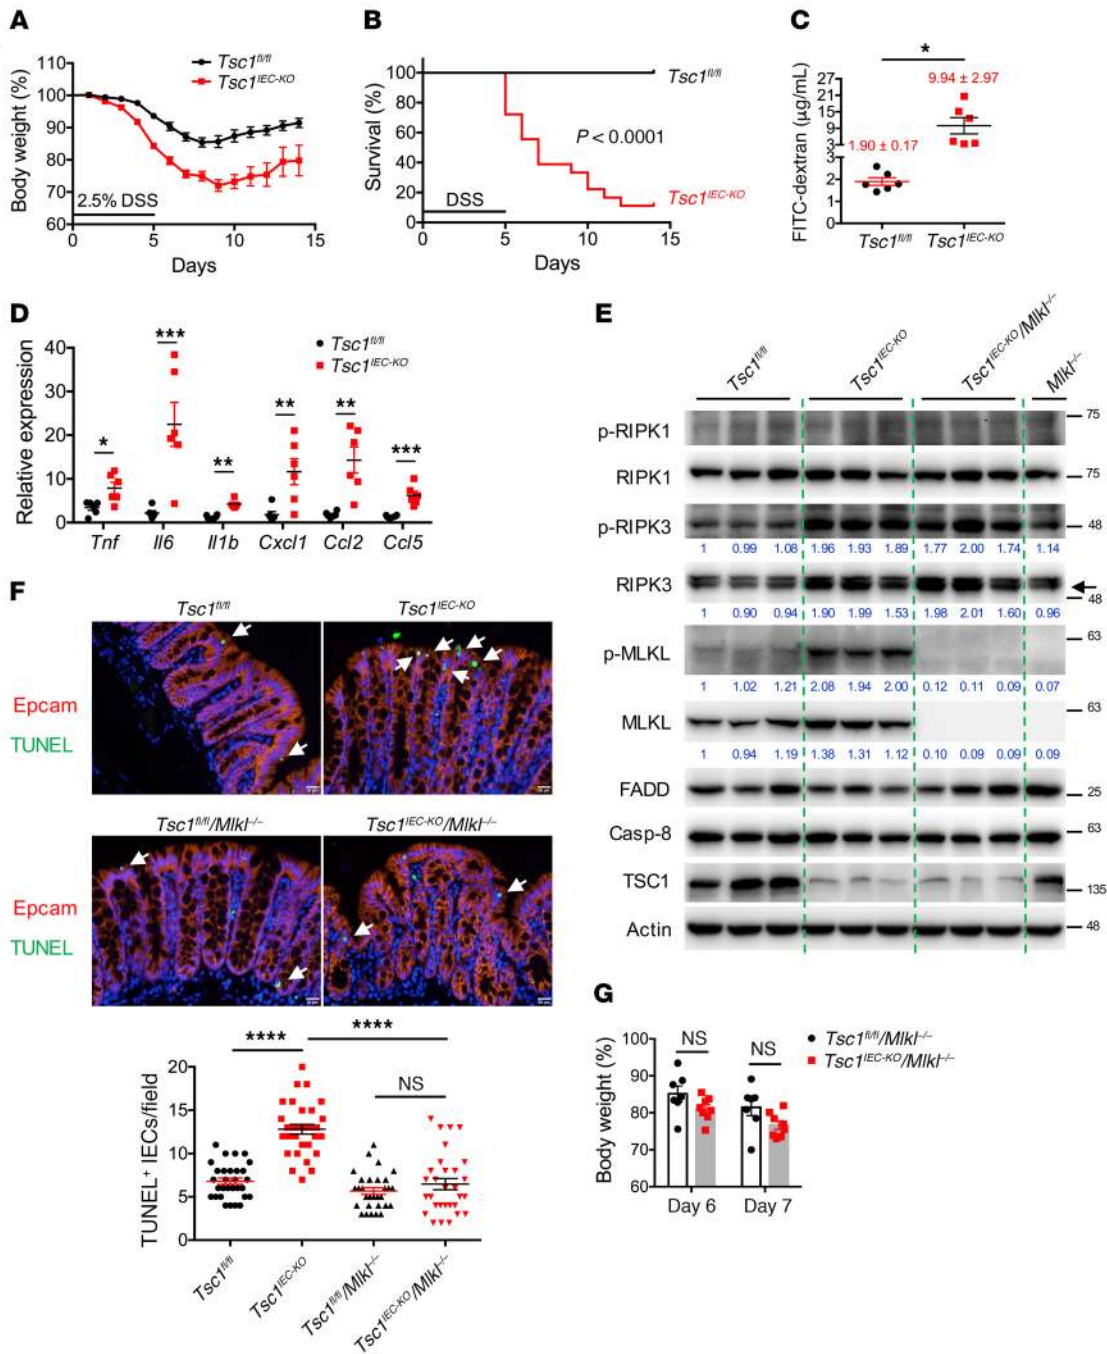 A
Tsc1fl/fl
Tsc1IEC-KO
Body weight (%)
110
100
90
80
70
60
2.5% DSS
0 5 10 15
Days
B
Survival (%)
100
80
60
40
20
0
Tsc1fl/fl
P < 0.0001
Tsc1IEC-KO
DSS
0 5 10 15
Days
C
*
FITC-dextran (µg/mL)
27
21
15
9
3
3
2
1
0
9.94 ± 2.97
1.90 ± 0.17
Tsc1fl/fl Tsc1IEC-KO
D
Relative expression
40
30
20
10
0
Tsc1fl/fl
Tsc1IEC-KO
* *** ** ** ** ***
Tnf Il6 Il1b Cxcl1 Ccl2 Ccl5
E
Tsc1fl/fl Tsc1IEC-KO Tsc1IEC-KO/Mlkl–/– Mlkl–/–
p-RIPK1 75
RIPK1 75
p-RIPK3 48
1 0.99 1.08 1.96 1.93 1.89 1.77 2.00 1.74 1.14
RIPK3 48
1 0.90 0.94 1.90 1.99 1.53 1.98 2.01 1.60 0.96
p-MLKL 63
1 1.02 1.21 2.08 1.94 2.00 0.12 0.11 0.09 0.07
MLKL 63
1 0.94 1.19 1.38 1.31 1.12 0.10 0.09 0.09 0.09
FADD 25
Casp-8 63
TSC1 135
Actin 48
F
Tsc1fl/fl Tsc1IEC-KO
Epcam
TUNEL
Tsc1fl/fl/Mlkl–/– Tsc1IEC-KO/Mlkl–/–
Epcam
TUNEL
TUNEL+ IECs/field
20
15
10
5
0
**** ****
NS
Tsc1fl/fl Tsc1IEC-KO Tsc1fl/fl/Mlkl–/– Tsc1IEC-KO/Mlkl–/–
G
Body weight (%)
100
90
80
70
60
NS NS
Tsc1fl/fl/Mlkl–/–
Tsc1IEC-KO/Mlkl–/–
Day 6 Day 7